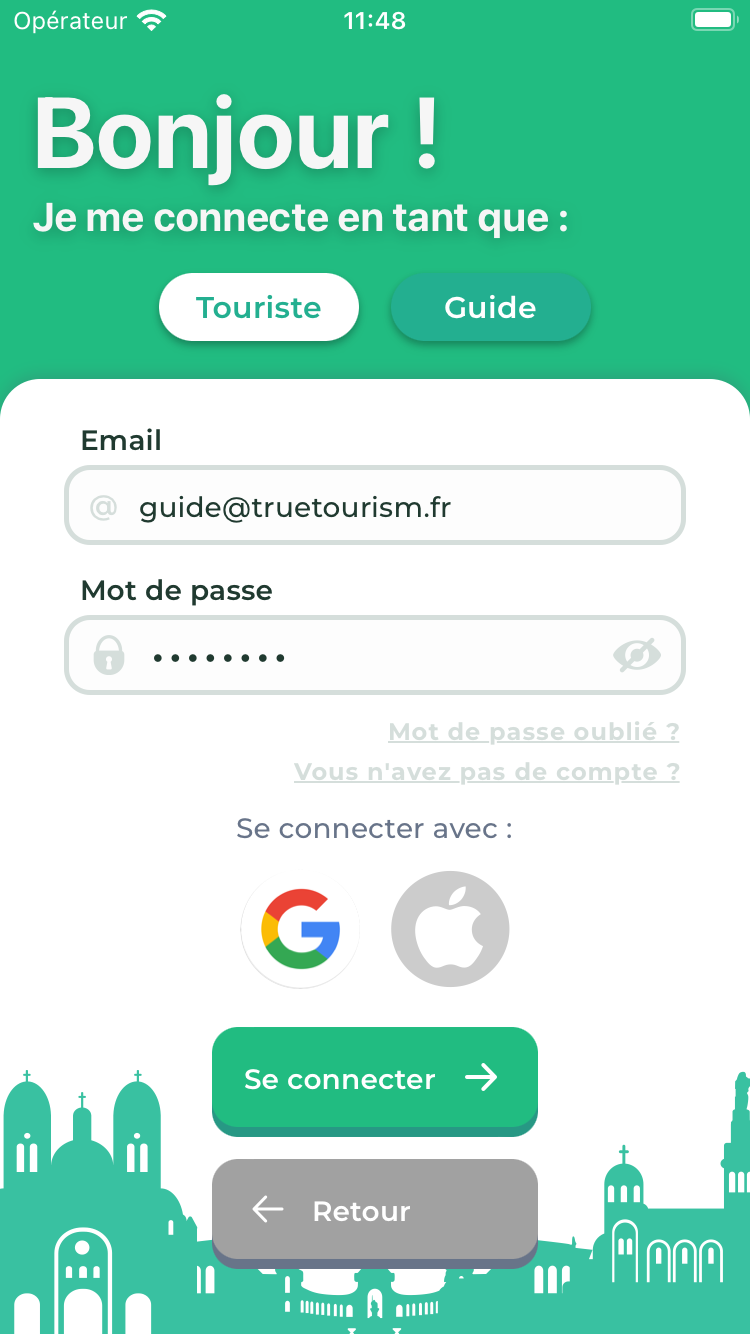 Opérateur 11:48
Bonjour !
Je me connecte en tant que :
Touriste Guide
Email
@ guide@truetourism.fr
Mot de passe
••••••••
Mot de passe oublié ?
Vous n'avez pas de compte ?
Se connecter avec :
G
Se connecter →
← Retour